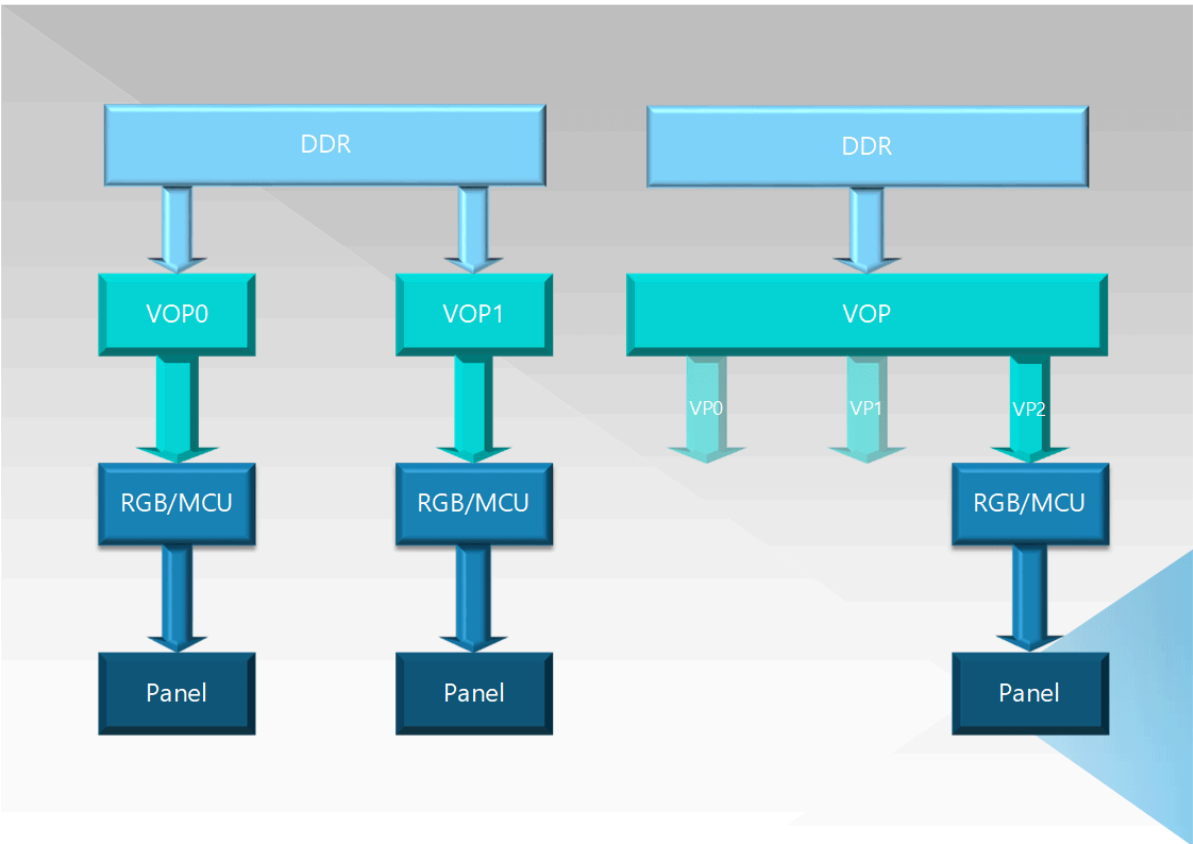 DDR
DDR
VOP0
VOP1
VOP
VP0
VP1
VP2
RGB/MCU
RGB/MCU
RGB/MCU
Panel
Panel
Panel